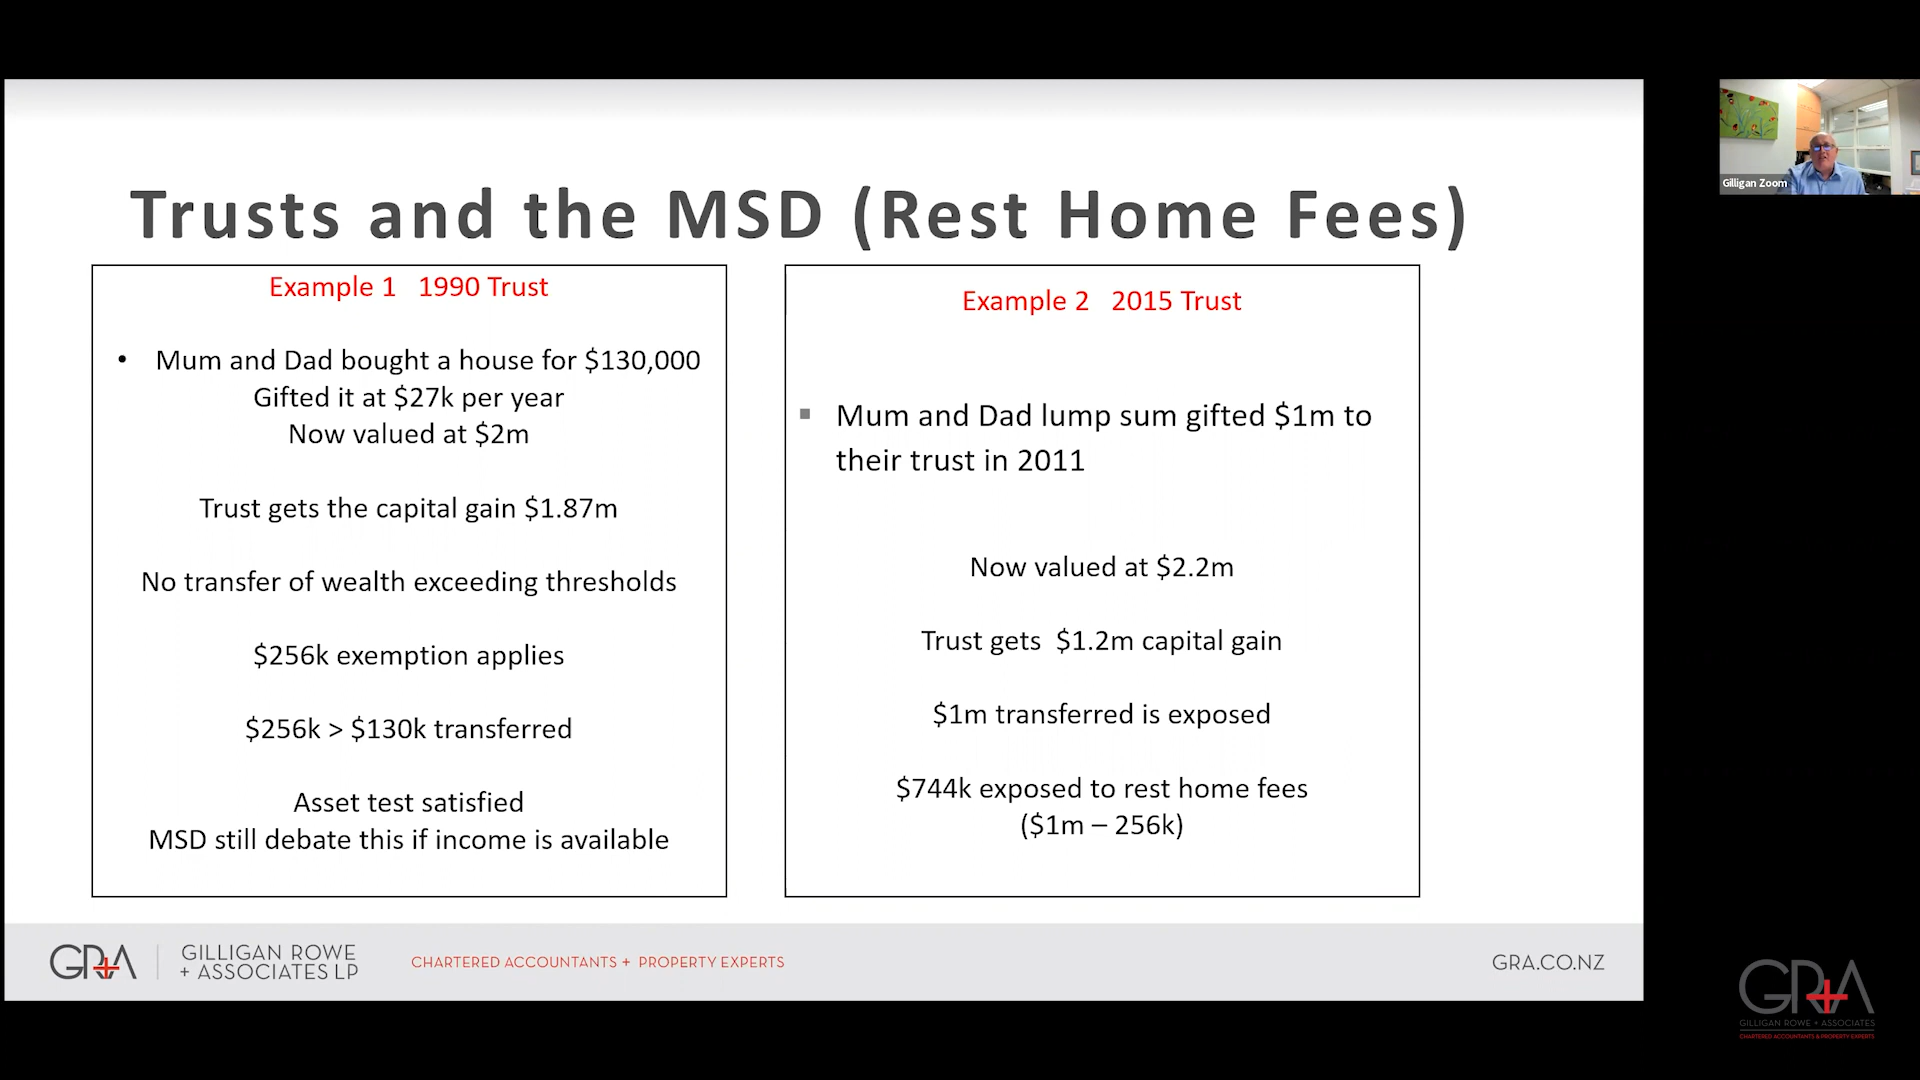 Gilligan Zoom
Trusts and the MSD (Rest Home Fees)
Example 1 1990 Trust
• Mum and Dad bought a house for $130,000
Gifted it at $27k per year
Now valued at $2m
Trust gets the capital gain $1.87m
No transfer of wealth exceeding thresholds
$256k exemption applies
$256k > $130k transferred
Asset test satisfied
MSD still debate this if income is available
Example 2 2015 Trust
▪ Mum and Dad lump sum gifted $1m to
their trust in 2011
Now valued at $2.2m
Trust gets $1.2m capital gain
$1m transferred is exposed
$744k exposed to rest home fees
($1m – 256k)
GRA
GILLIGAN ROWE
+ ASSOCIATES LP
CHARTERED ACCOUNTANTS + PROPERTY EXPERTS
GRA.CO.NZ
GRA
GILLIGAN ROWE + ASSOCIATES
CHARTERED ACCOUNTANTS & PROPERTY EXPERTS